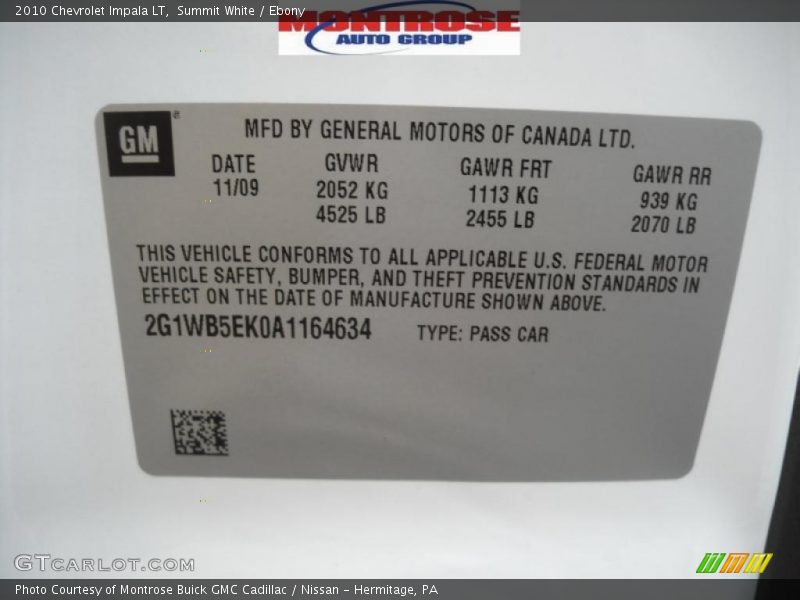 2010 Chevrolet Impala LT, Summit White / Ebony
MONTROSE
AUTO GROUP
GM
MFD BY GENERAL MOTORS OF CANADA LTD.
DATE GVWR GAWR FRT GAWR RR
11/09 2052 KG 1113 KG 939 KG
4525 LB 2455 LB 2070 LB
THIS VEHICLE CONFORMS TO ALL APPLICABLE U.S. FEDERAL MOTOR
VEHICLE SAFETY, BUMPER, AND THEFT PREVENTION STANDARDS IN
EFFECT ON THE DATE OF MANUFACTURE SHOWN ABOVE.
2G1WB5EK0A1164634 TYPE: PASS CAR
GTCARLOT.COM
Photo Courtesy of Montrose Buick GMC Cadillac / Nissan - Hermitage, PA